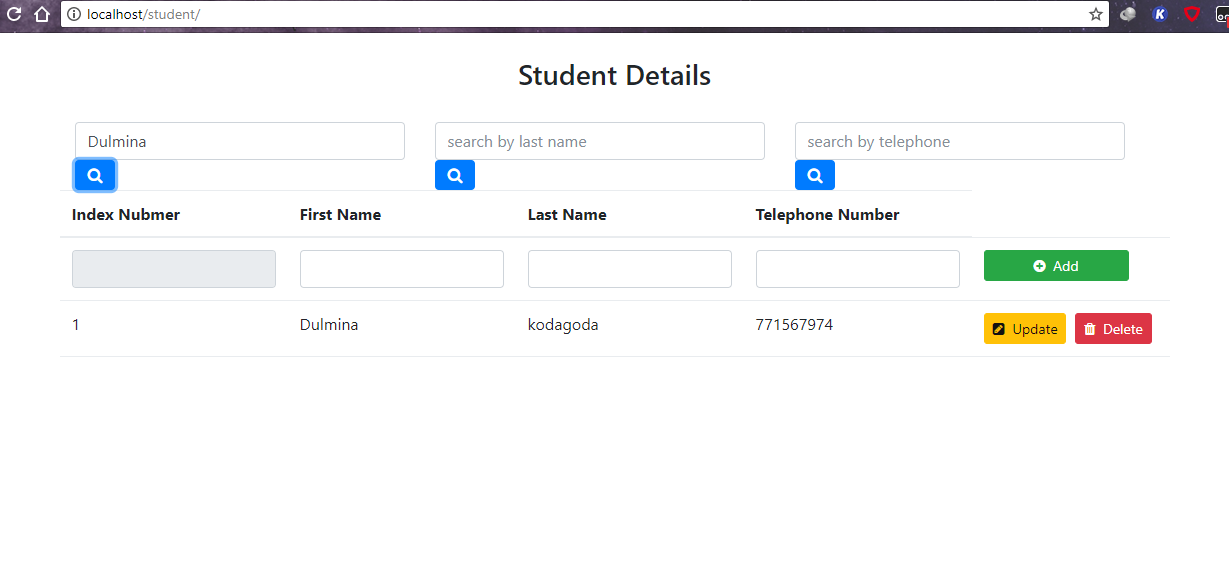 localhost/student/
Student Details
Dulmina search by last name search by telephone
Index Nubmer First Name Last Name Telephone Number
Add
1 Dulmina kodagoda 771567974 Update Delete